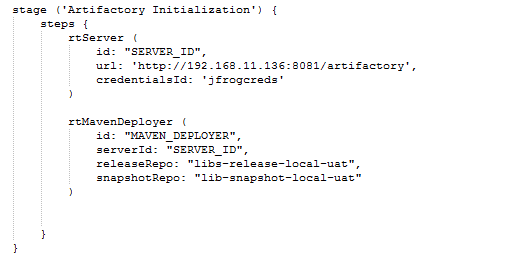 stage ('Artifactory Initialization') {
steps {
rtServer (
id: "SERVER_ID",
url: 'http://192.168.11.136:8081/artifactory',
credentialsId: 'jfrogcreds'
)
rtMavenDeployer (
id: "MAVEN_DEPLOYER",
serverId: "SERVER_ID",
releaseRepo: "libs-release-local-uat",
snapshotRepo: "lib-snapshot-local-uat"
)
}
}